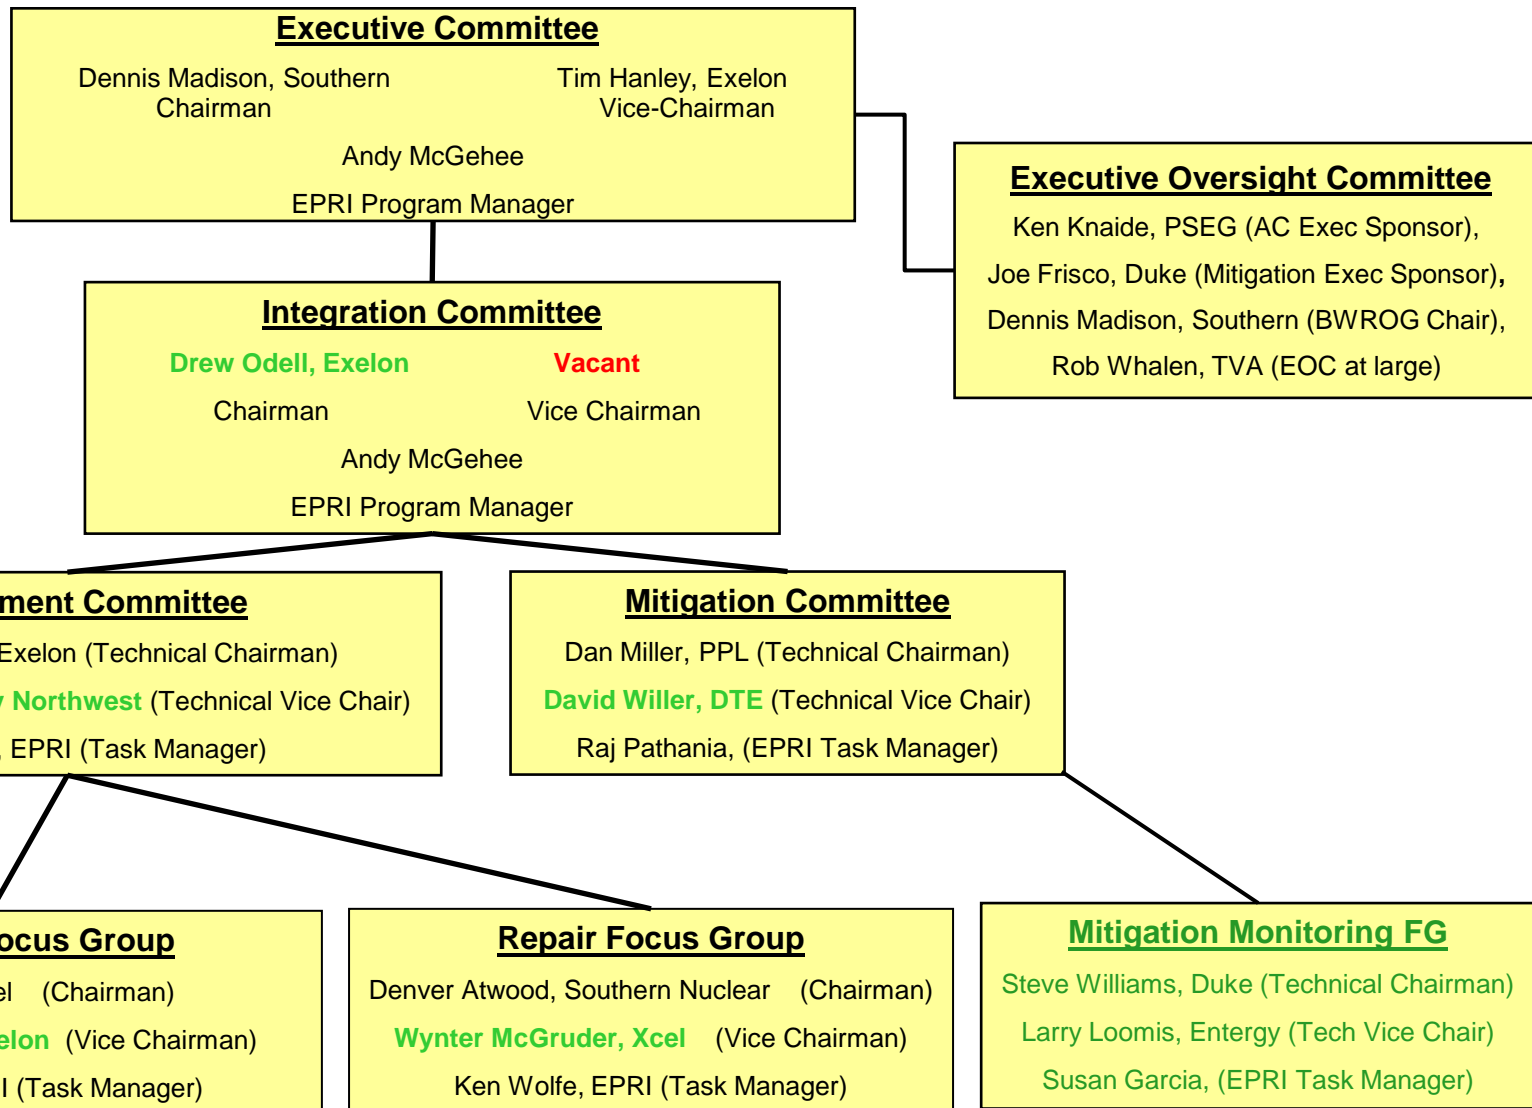 Executive Committee
Dennis Madison, Southern Tim Hanley, Exelon
Chairman Vice-Chairman
Andy McGehee
EPRI Program Manager
Executive Oversight Committee
Ken Knaide, PSEG (AC Exec Sponsor),
Joe Frisco, Duke (Mitigation Exec Sponsor),
Dennis Madison, Southern (BWROG Chair),
Rob Whalen, TVA (EOC at large)
Integration Committee
Drew Odell, Exelon Vacant
Chairman Vice Chairman
Andy McGehee
EPRI Program Manager
ment Committee
Exelon (Technical Chairman)
y Northwest (Technical Vice Chair)
, EPRI (Task Manager)
Mitigation Committee
Dan Miller, PPL (Technical Chairman)
David Willer, DTE (Technical Vice Chair)
Raj Pathania, (EPRI Task Manager)
ocus Group
el (Chairman)
elon (Vice Chairman)
I (Task Manager)
Repair Focus Group
Denver Atwood, Southern Nuclear (Chairman)
Wynter McGruder, Xcel (Vice Chairman)
Ken Wolfe, EPRI (Task Manager)
Mitigation Monitoring FG
Steve Williams, Duke (Technical Chairman)
Larry Loomis, Entergy (Tech Vice Chair)
Susan Garcia, (EPRI Task Manager)